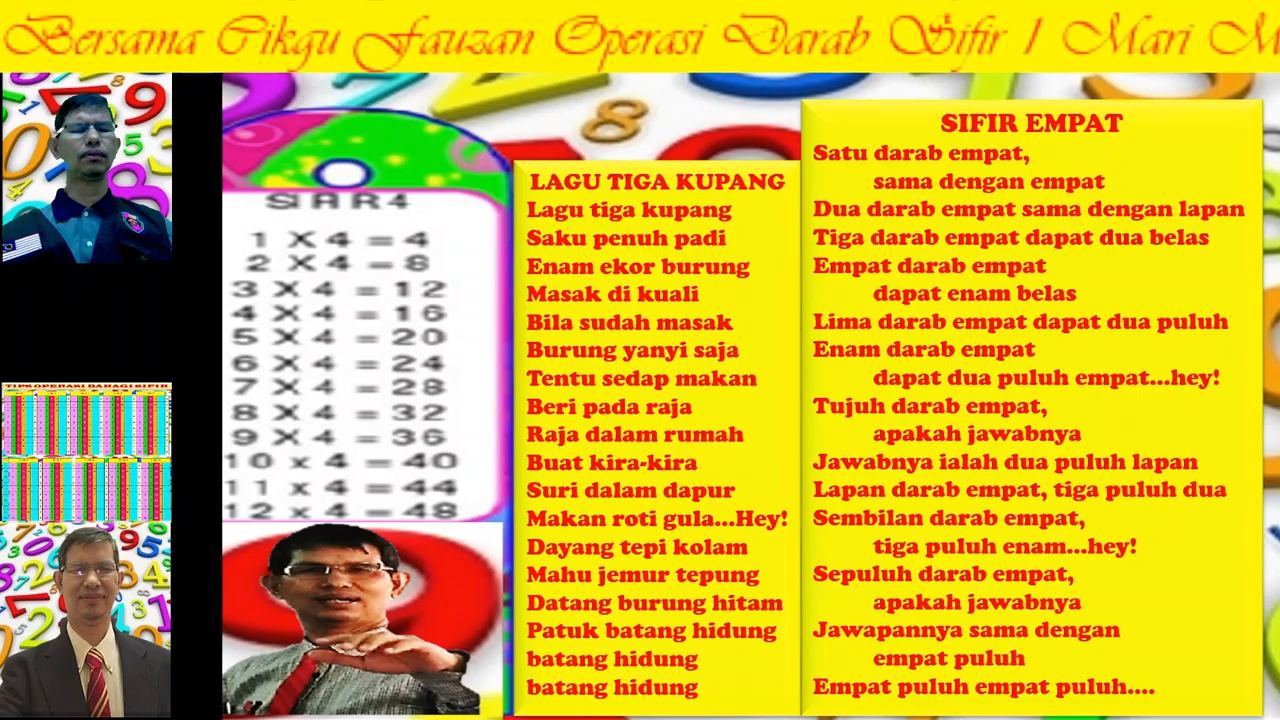 Bersama Cikgu Fauzan Operasi Darab Sifir 1 Mari M
TIPS OPERASI BAHAGI SIFIR
8
SIFIR 4
1 X 4 = 4
2 X 4 = 8
3 X 4 = 12
4 X 4 = 16
5 X 4 = 20
6 X 4 = 24
7 X 4 = 28
8 X 4 = 32
9 X 4 = 36
10 x 4 = 40
11 x 4 = 44
12 x 4 = 48
LAGU TIGA KUPANG
Lagu tiga kupang
Saku penuh padi
Enam ekor burung
Masak di kuali
Bila sudah masak
Burung yanyi saja
Tentu sedap makan
Beri pada raja
Raja dalam rumah
Buat kira-kira
Suri dalam dapur
Makan roti gula...Hey!
Dayang tepi kolam
Mahu jemur tepung
Datang burung hitam
Patuk batang hidung
batang hidung
batang hidung
SIFIR EMPAT
Satu darab empat,
sama dengan empat
Dua darab empat sama dengan lapan
Tiga darab empat dapat dua belas
Empat darab empat
dapat enam belas
Lima darab empat dapat dua puluh
Enam darab empat
dapat dua puluh empat...hey!
Tujuh darab empat,
apakah jawabnya
Jawabnya ialah dua puluh lapan
Lapan darab empat, tiga puluh dua
Sembilan darab empat,
tiga puluh enam...hey!
Sepuluh darab empat,
apakah jawabnya
Jawapannya sama dengan
empat puluh
Empat puluh empat puluh....